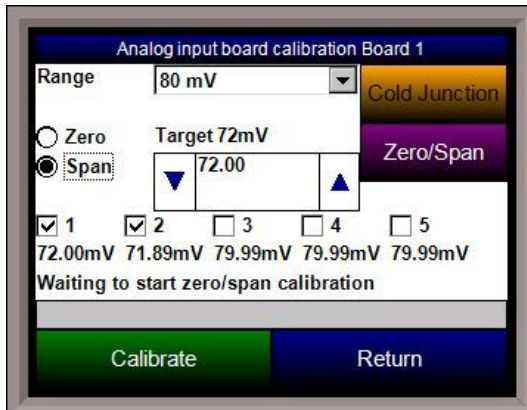 Analog input board calibration Board 1
Range
80 mV
Cold Junction
Zero
Target 72mV
Zero/Span
Span
72.00
1 2 3 4 5
72.00mV 71.89mV 79.99mV 79.99mV 79.99mV
Waiting to start zero/span calibration
Calibrate
Return